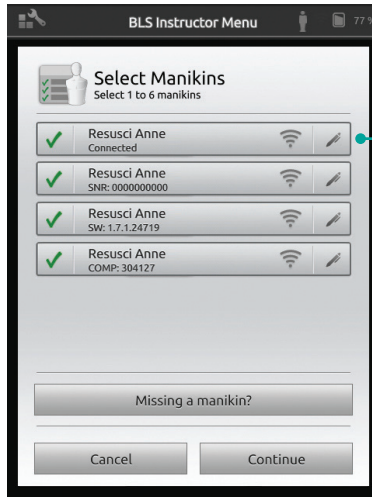 BLS Instructor Menu
77 %
Select Manikins
Select 1 to 6 manikins
Resusci Anne
Connected
Resusci Anne
SNR: 0000000000
Resusci Anne
SW: 1.7.1.24719
Resusci Anne
COMP: 304127
Missing a manikin?
Cancel
Continue